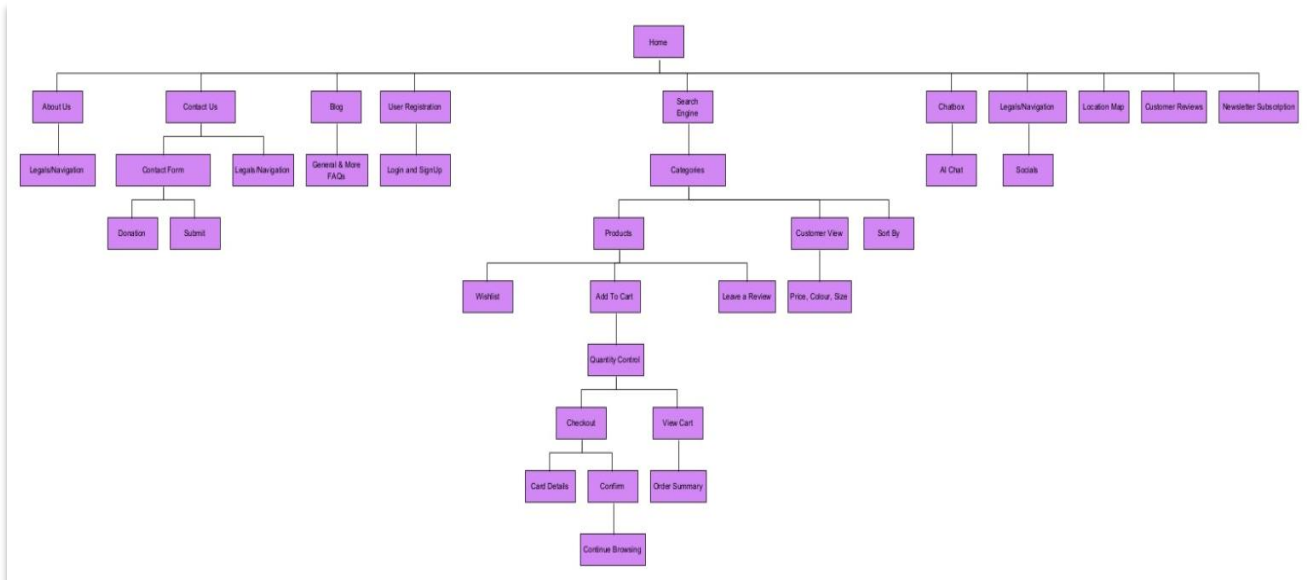 Home
About Us
Contact Us
Blog
User Registration
Search
Engine
Chatbox
Legals/Navigation
Location Map
Customer Reviews
Newsletter Subscription
Legals/Navigation
Contact Form
Legals/Navigation
General & More
FAQs
Login and SignUp
Categories
AI Chat
Socials
Donation
Submit
Products
Customer View
Sort By
Wishlist
Add To Cart
Leave a Review
Price, Colour, Size
Quantity Control
Checkout
View Cart
Card Details
Confirm
Order Summary
Continue Browsing